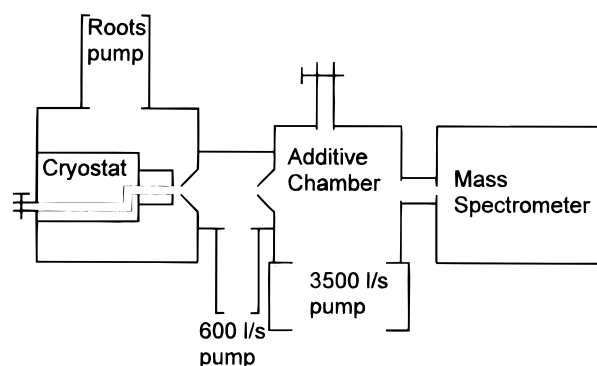 Roots
pump
Cryostat
Additive
Chamber
Mass
Spectrometer
3500 l/s
pump
600 l/s
pump